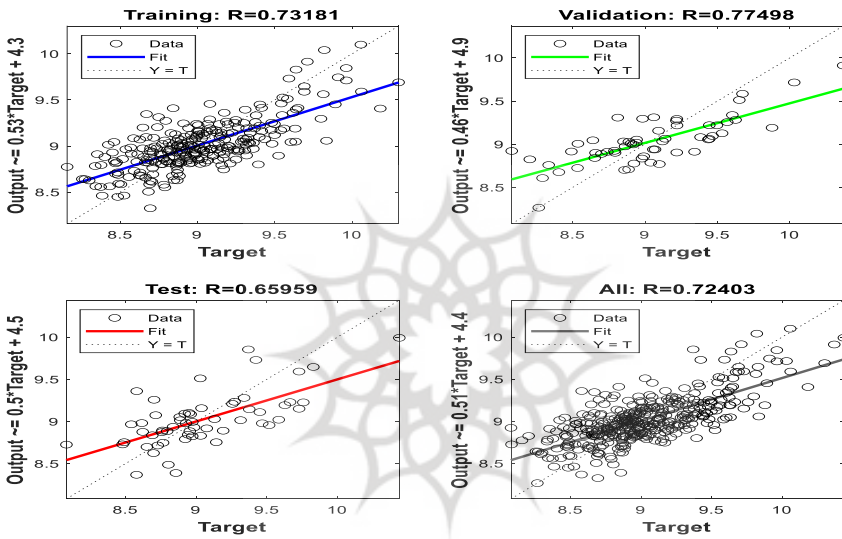 Training: R=0.73181
Output ~= 0.53*Target + 4.3
Data
Fit
Y = T
10
9.5
9
8.5
8.5
9
9.5
10
Target
Validation: R=0.77498
Output ~= 0.46*Target + 4.9
Data
Fit
Y = T
10
9.5
9
8.5
8.5
9
9.5
10
Target
Test: R=0.65959
Output ~= 0.5*Target + 4.5
Data
Fit
Y = T
10
9.5
9
8.5
8.5
9
9.5
10
Target
All: R=0.72403
Output ~= 0.51*Target + 4.4
Data
Fit
Y = T
10
9.5
9
8.5
8.5
9
9.5
10
Target